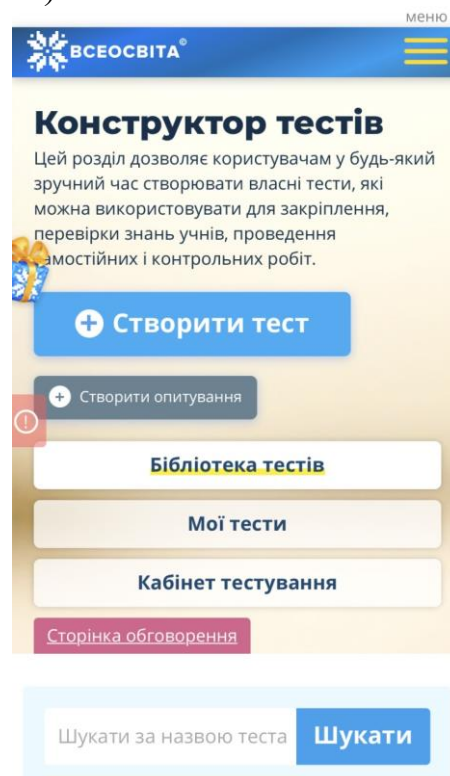 меню
ВСЕОСВІТА©
Конструктор тестів
Цей розділ дозволяє користувачам у будь-який
зручний час створювати власні тести, які
можна використовувати для закріплення,
перевірки знань учнів, проведення
самостійних і контрольних робіт.
Створити тест
Створити опитування
Бібліотека тестів
Мої тести
Кабінет тестування
Сторінка обговорення
Шукати за назвою теста
Шукати